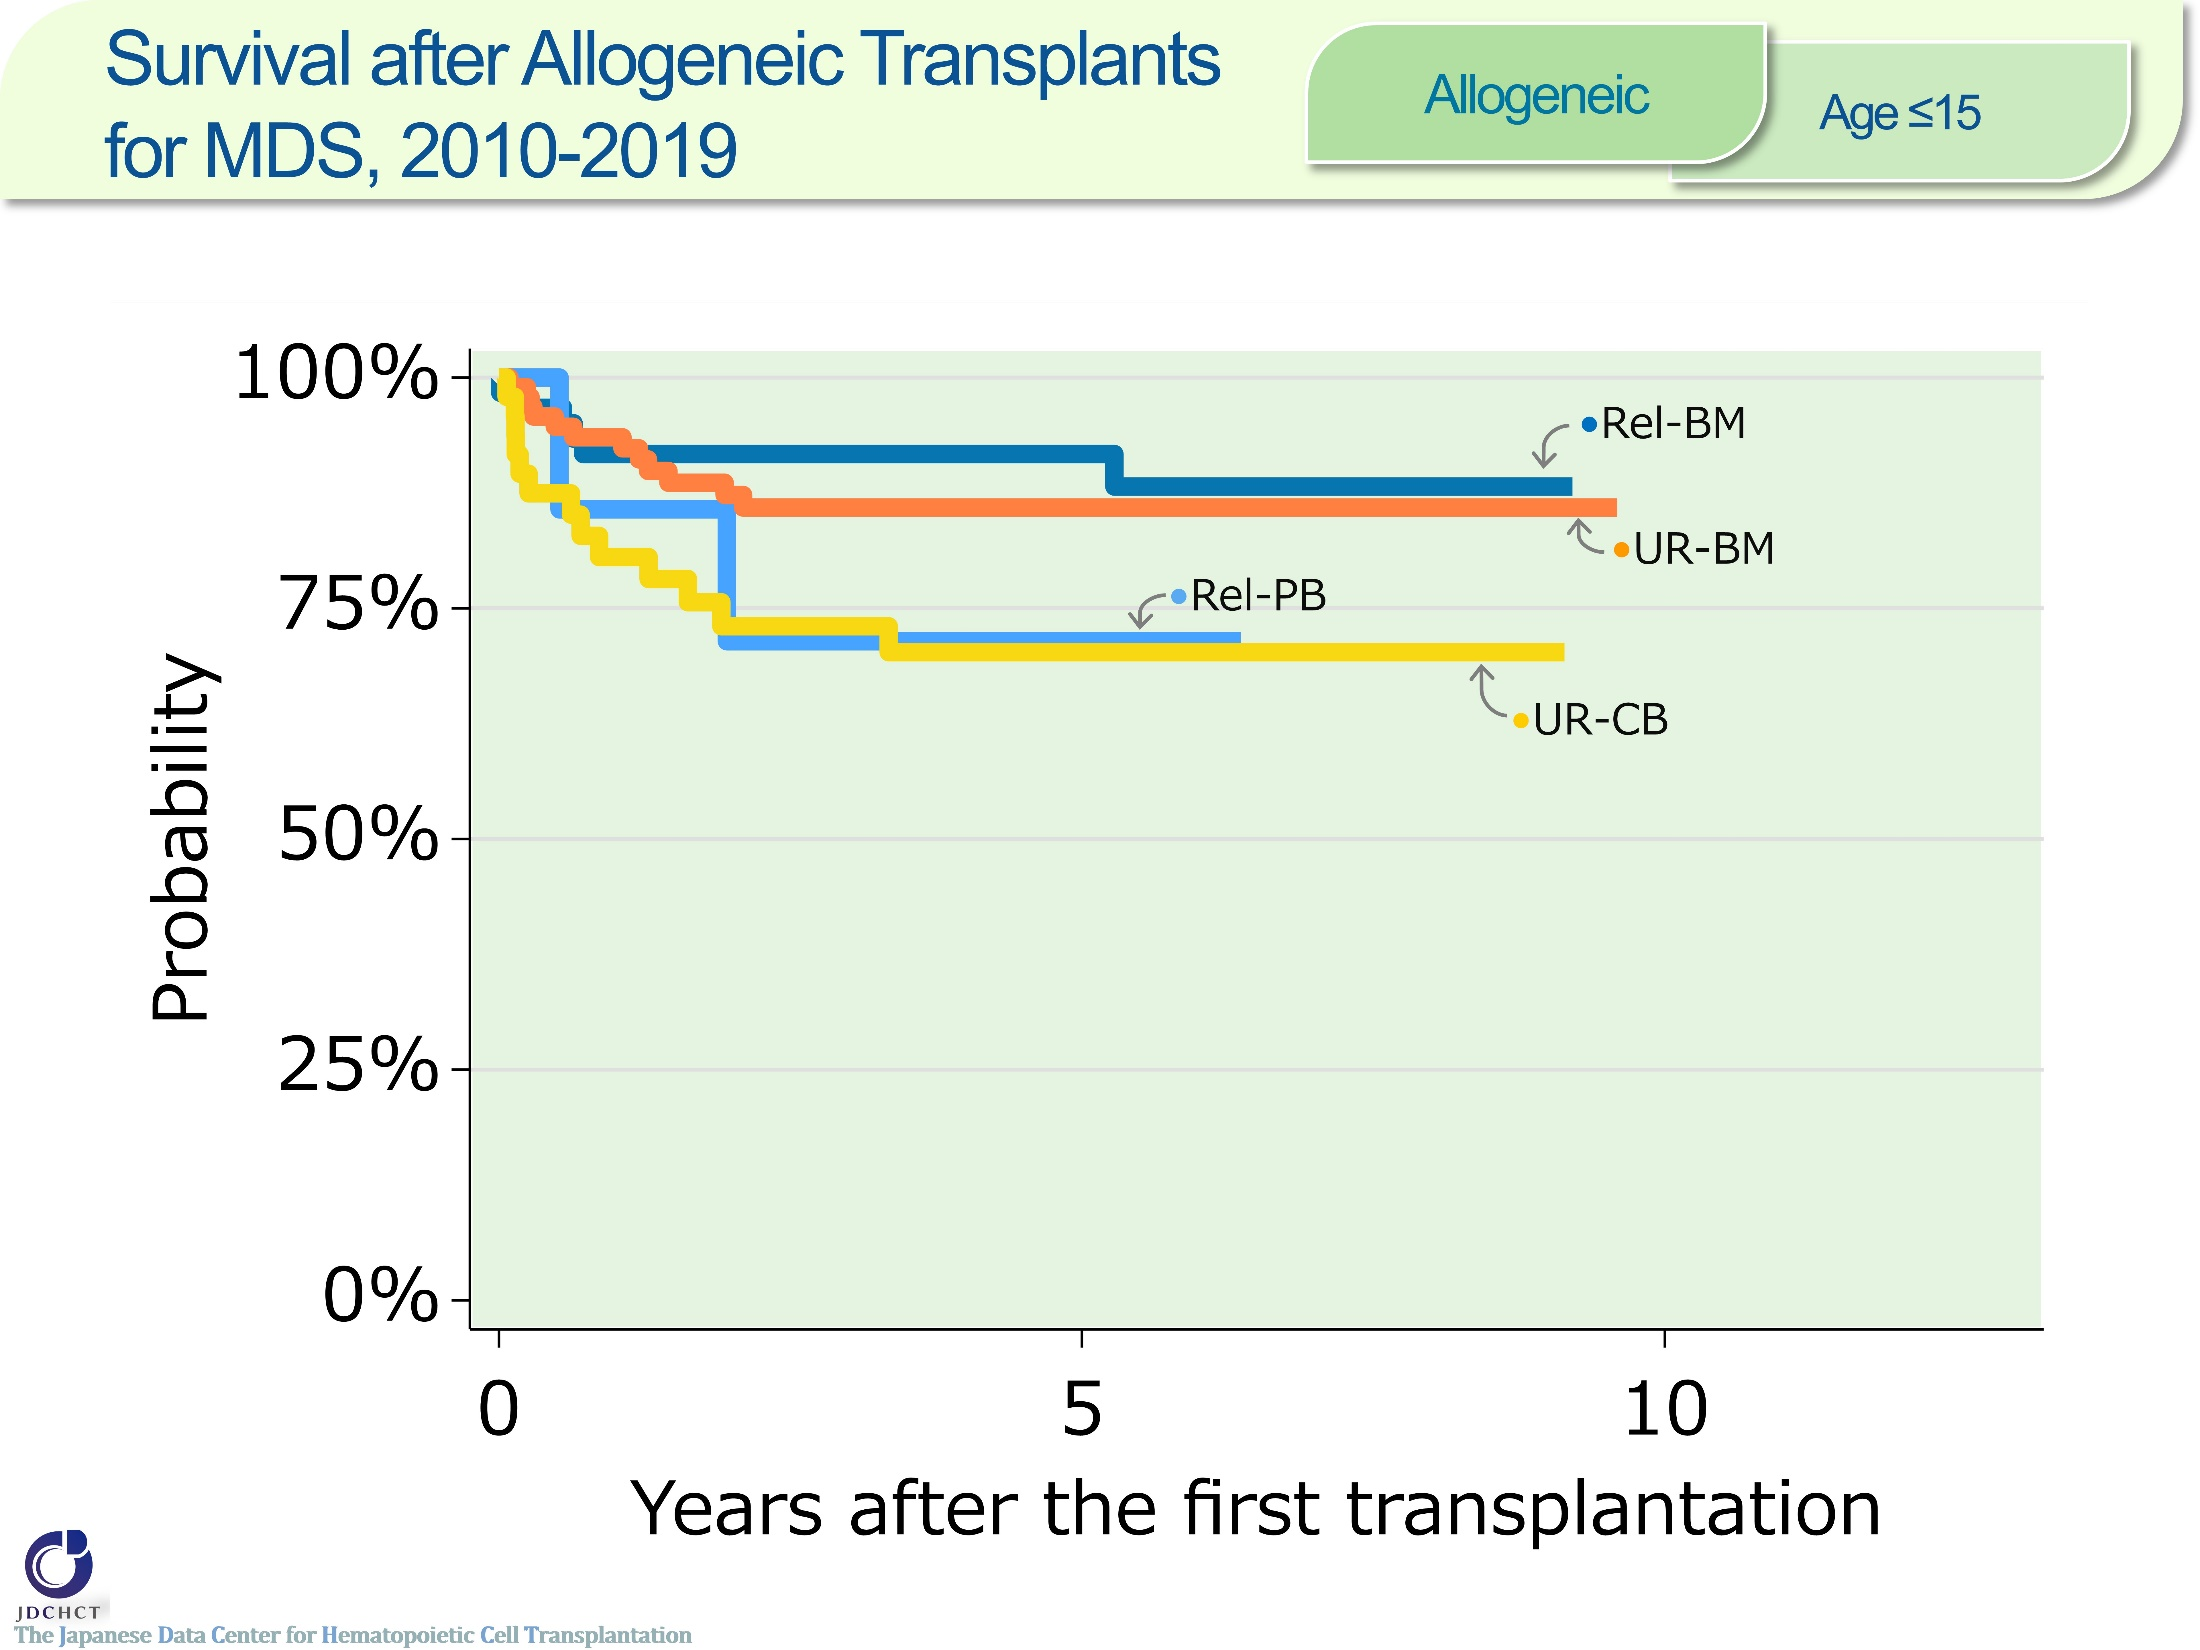 Survival after Allogeneic Transplants
for MDS, 2010-2019
Allogeneic
Age ≤15
100%
75%
50%
25%
0%
Probability
Rel-BM
UR-BM
Rel-PB
UR-CB
0
5
10
Years after the first transplantation
JDCHCT
The Japanese Data Center for Hematopoietic Cell Transplantation